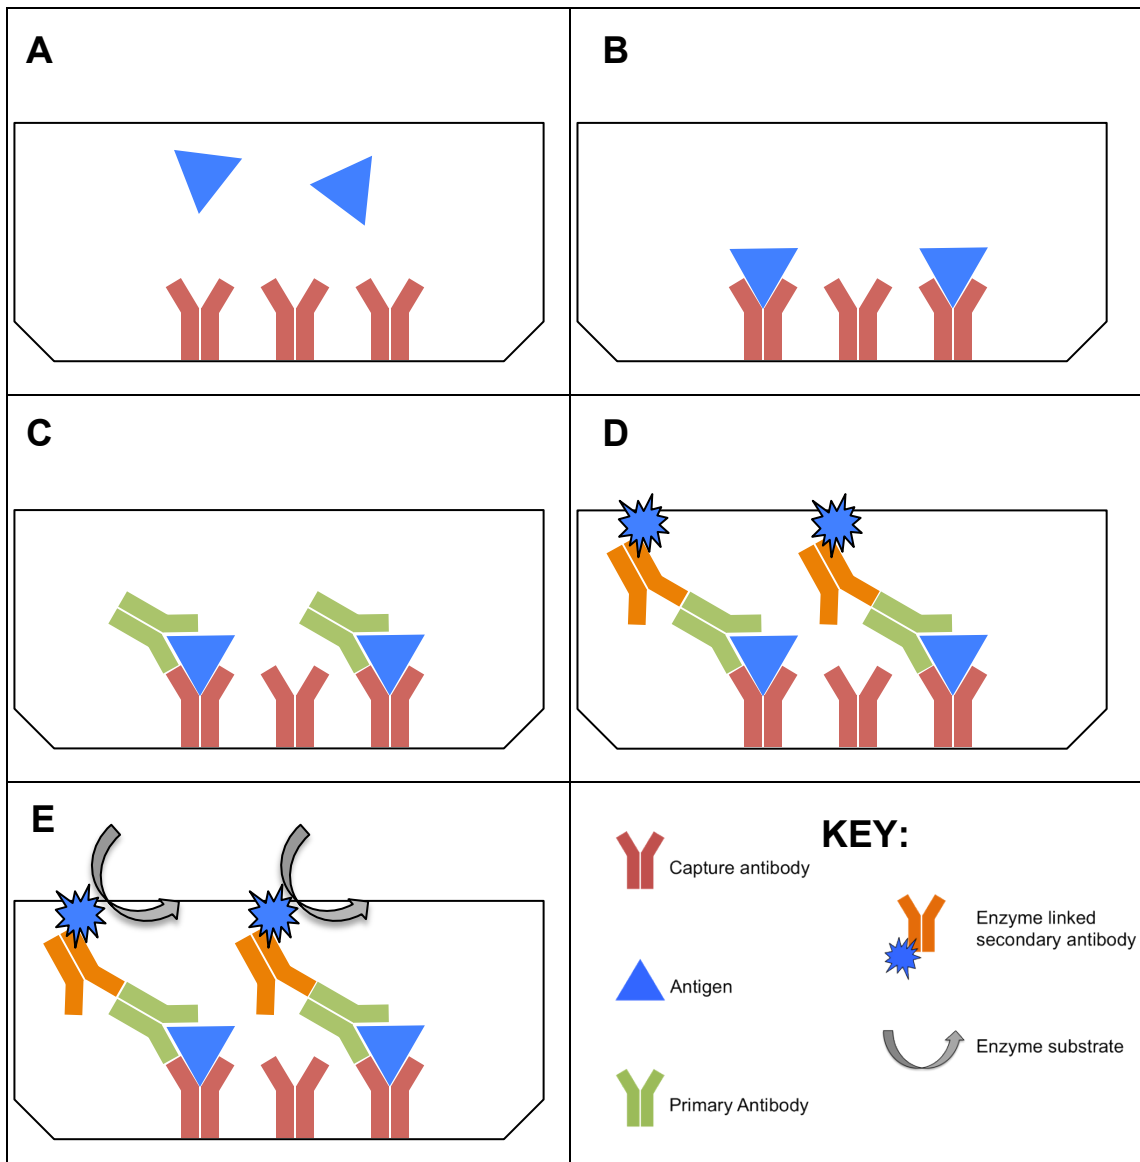 A
B
C
D
E
KEY:
Capture antibody
Enzyme linked
secondary antibody
Antigen
Enzyme substrate
Primary Antibody